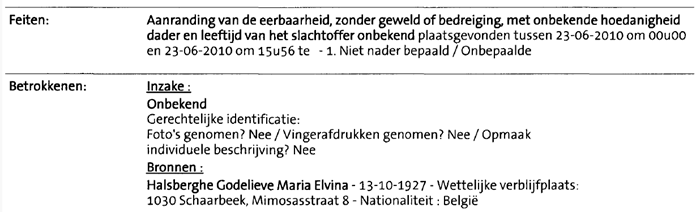 Feiten: Aanranding van de eerbaarheid, zonder geweld of bedreiging, met onbekende hoedanigheid
dader en leeftijd van het slachtoffer onbekend plaatsgevonden tussen 23-06-2010 om 00u00
en 23-06-2010 om 15u56 te - 1. Niet nader bepaald / Onbepaalde
Betrokkenen: Inzake :
Onbekend
Gerechtelijke identificatie:
Foto's genomen? Nee / Vingerafdrukken genomen? Nee / Opmaak
individuele beschrijving? Nee
Bronnen :
Halsberghe Godelieve Maria Elvina - 13-10-1927 - Wettelijke verblijfplaats:
1030 Schaarbeek, Mimosasstraat 8 - Nationaliteit : België